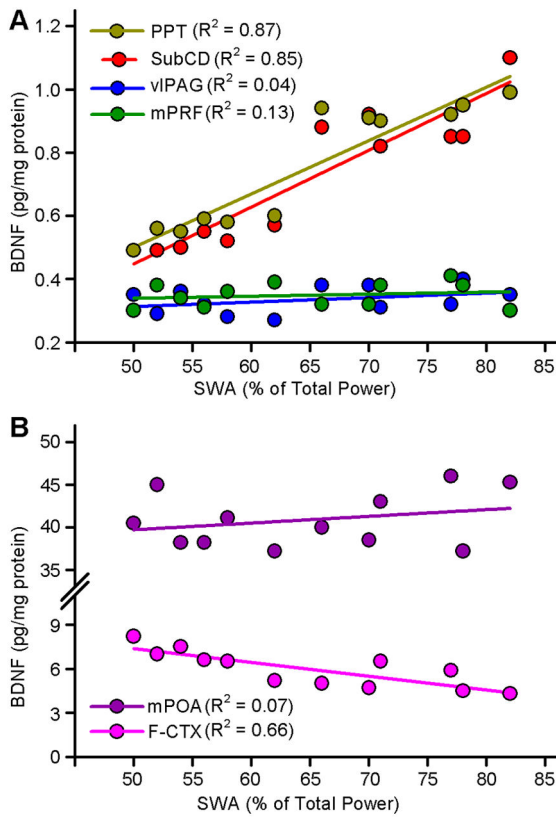 A
PPT (R² = 0.87)
SubCD (R² = 0.85)
vlPAG (R² = 0.04)
mPRF (R² = 0.13)
BDNF (pg/mg protein)
1.2
1.0
0.8
0.6
0.4
0.2
50 55 60 65 70 75 80 85
SWA (% of Total Power)
B
BDNF (pg/mg protein)
50
45
40
35
9
6
3
0
mPOA (R² = 0.07)
F-CTX (R² = 0.66)
50 55 60 65 70 75 80 85
SWA (% of Total Power)